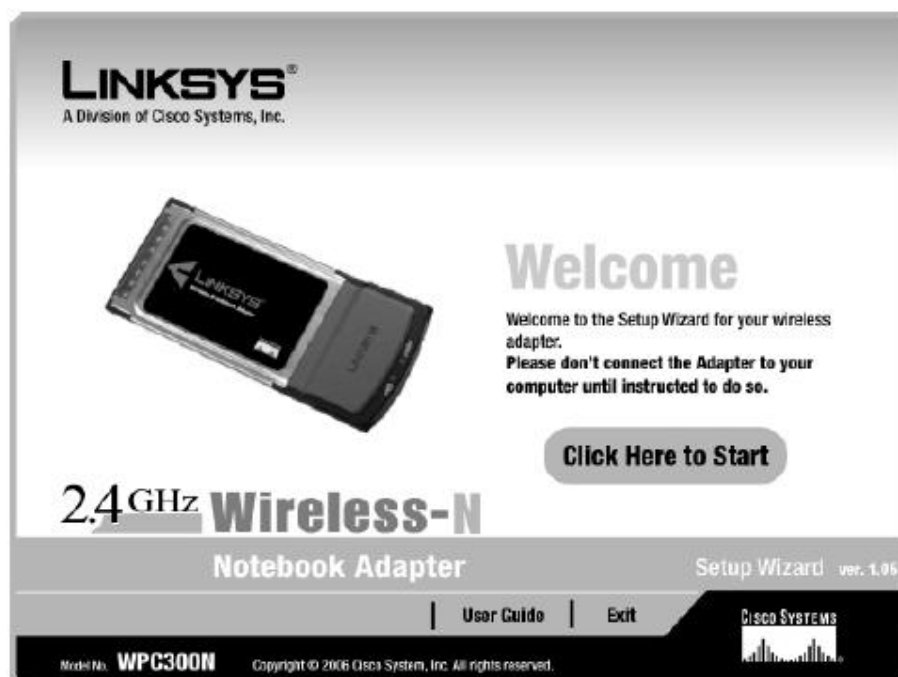 LINKSYS®
A Division of Cisco Systems, Inc.
LINKSYS
Welcome
Welcome to the Setup Wizard for your wireless
adapter.
Please don't connect the Adapter to your
computer until instructed to do so.
Click Here to Start
2.4 GHz Wireless-N
Notebook Adapter
Setup Wizard ver. 1.05
User Guide
Exit
CISCO SYSTEMS
Model No. WPC300N
Copyright © 2006 Cisco System, Inc. All rights reserved.